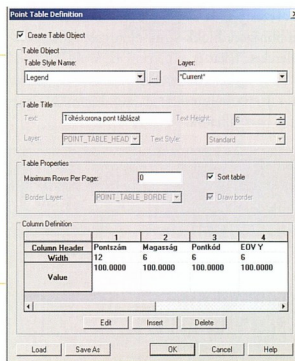 Point Table Definition
Create Table Object
Table Object
Table Style Name:
Layer:
Legend
...
*Current*
Table Title
Text:
Töltéskorona pont táblázat
Text Height:
6
Layer:
POINT_TABLE_HEAD
Text Style:
Standard
Table Properties
Maximum Rows Per Page:
0
Sort table
Border Layer:
POINT_TABLE_BORDE
Draw border
Column Definition
1 2 3 4
Column Header Pontszám Magasság Pontkód EOV Y
Width 12 6 6 6
Value 100.0000 100.0000 100.0000 100.0000
Edit Insert Delete
Load Save As OK Cancel Help